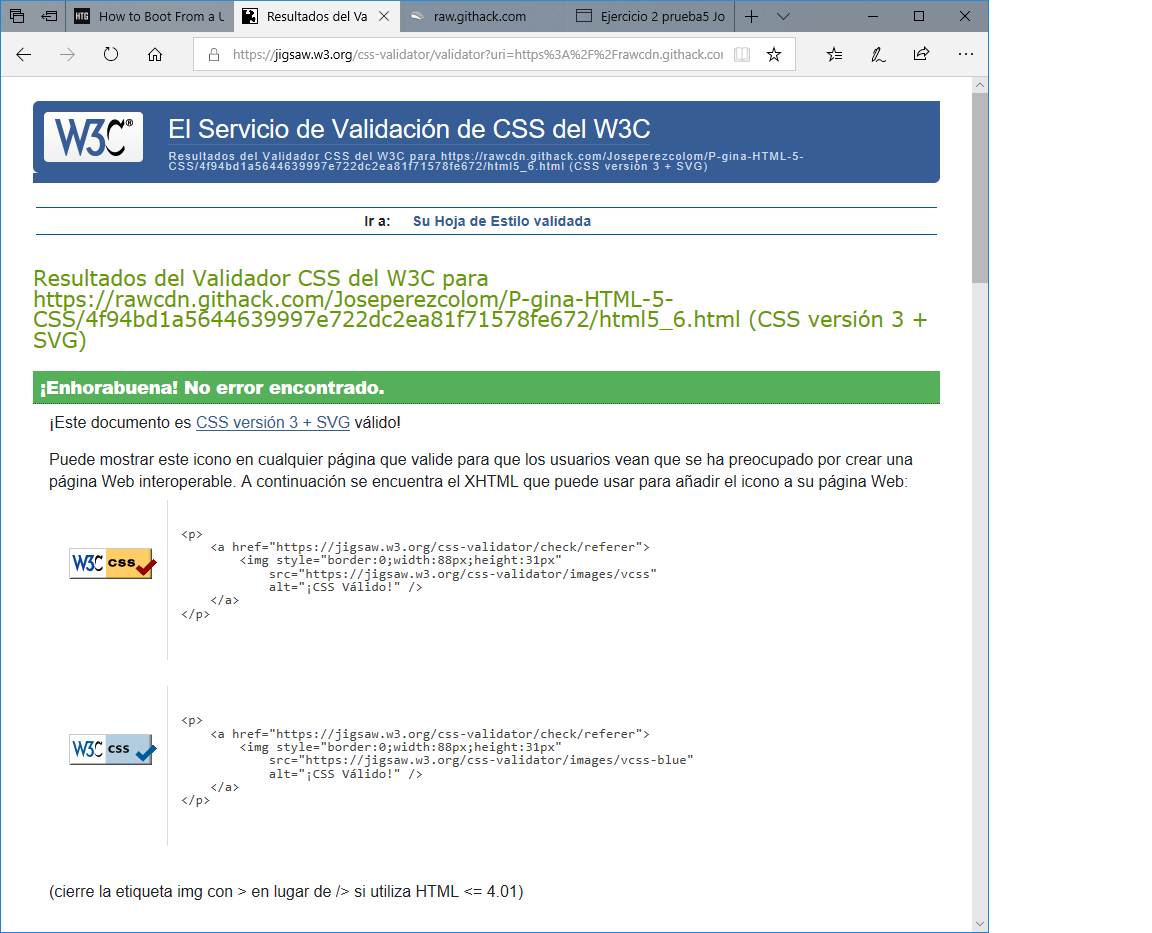 HTG How to Boot From a U
Resultados del Va
raw.githack.com
Ejercicio 2 prueba5 Jo
https://jigsaw.w3.org/css-validator/validator?uri=https%3A%2F%2Frawcdn.githack.cor
W3C®
El Servicio de Validación de CSS del W3C
Resultados del Validador CSS del W3C para https://rawcdn.githack.com/Joseperezcolom/P-gina-HTML-5-
CSS/4f94bd1a5644639997e722dc2ea81f71578fe672/html5_6.html (CSS versión 3 + SVG)
Ir a: Su Hoja de Estilo validada
Resultados del Validador CSS del W3C para
https://rawcdn.githack.com/Joseperezcolom/P-gina-HTML-5-
CSS/4f94bd1a5644639997e722dc2ea81f71578fe672/html5_6.html (CSS versión 3 +
SVG)
¡Enhorabuena! No error encontrado.
¡Este documento es CSS versión 3 + SVG válido!
Puede mostrar este icono en cualquier página que valide para que los usuarios vean que se ha preocupado por crear una
página Web interoperable. A continuación se encuentra el XHTML que puede usar para añadir el icono a su página Web:
W3C css
<p>
<a href="https://jigsaw.w3.org/css-validator/check/referer">
<img style="border:0;width:88px;height:31px"
src="https://jigsaw.w3.org/css-validator/images/vcss"
alt="¡CSS Válido!" />
</a>
</p>
W3C css
<p>
<a href="https://jigsaw.w3.org/css-validator/check/referer">
<img style="border:0;width:88px;height:31px"
src="https://jigsaw.w3.org/css-validator/images/vcss-blue"
alt="¡CSS Válido!" />
</a>
</p>
(cierre la etiqueta img con > en lugar de /> si utiliza HTML <= 4.01)